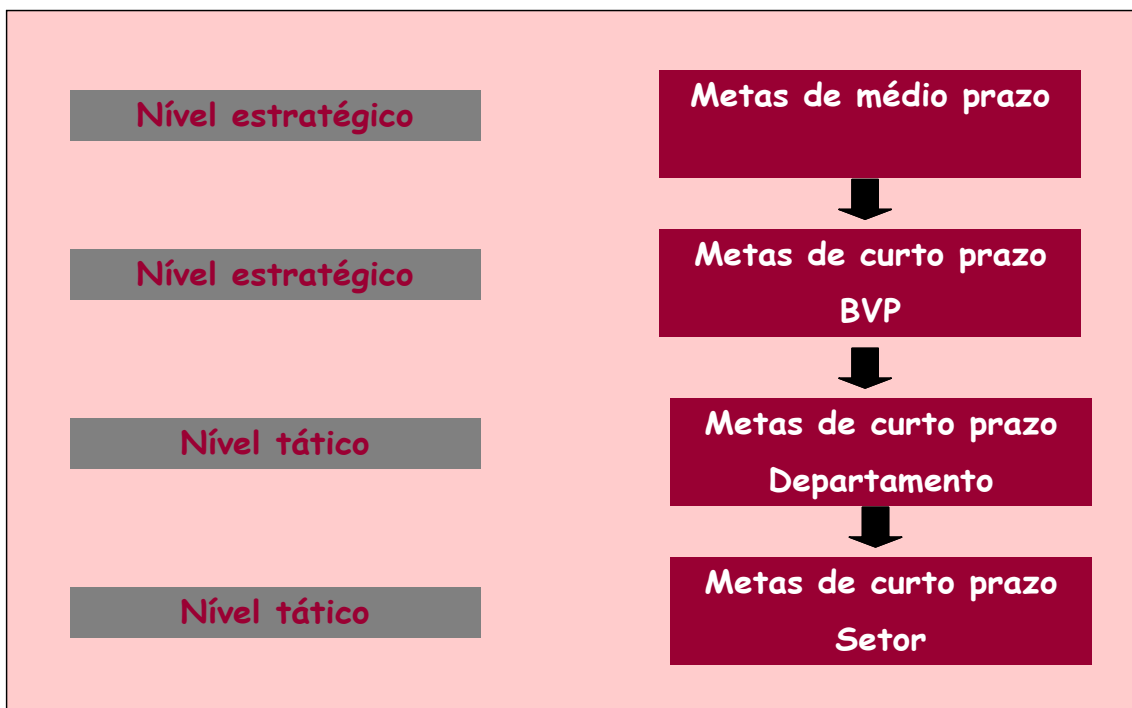 Nível estratégico
Metas de médio prazo
Nível estratégico
Metas de curto prazo
BVP
Nível tático
Metas de curto prazo
Departamento
Nível tático
Metas de curto prazo
Setor